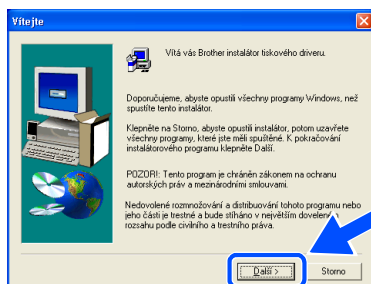 Vítejte
Vítá vás Brother instalátor tiskového driveru.
Doporučujeme, abyste opustili všechny programy Windows, než
spustíte tento instalátor.
Klepněte na Storno, abyste opustili instalátor, potom uzavřete
všechny programy, které jste měli spuštěné. K pokračování
instalátorového programu klepněte Další.
POZOR!: Tento program je chráněn zákonem na ochranu
autorských práv a mezinárodními smlouvami.
Nedovolené rozmnožování a distribuování tohoto programu nebo
jeho části je trestné a bude stíháno v největším dovoleném
rozsahu podle civilního a trestního práva.
Další >
Storno